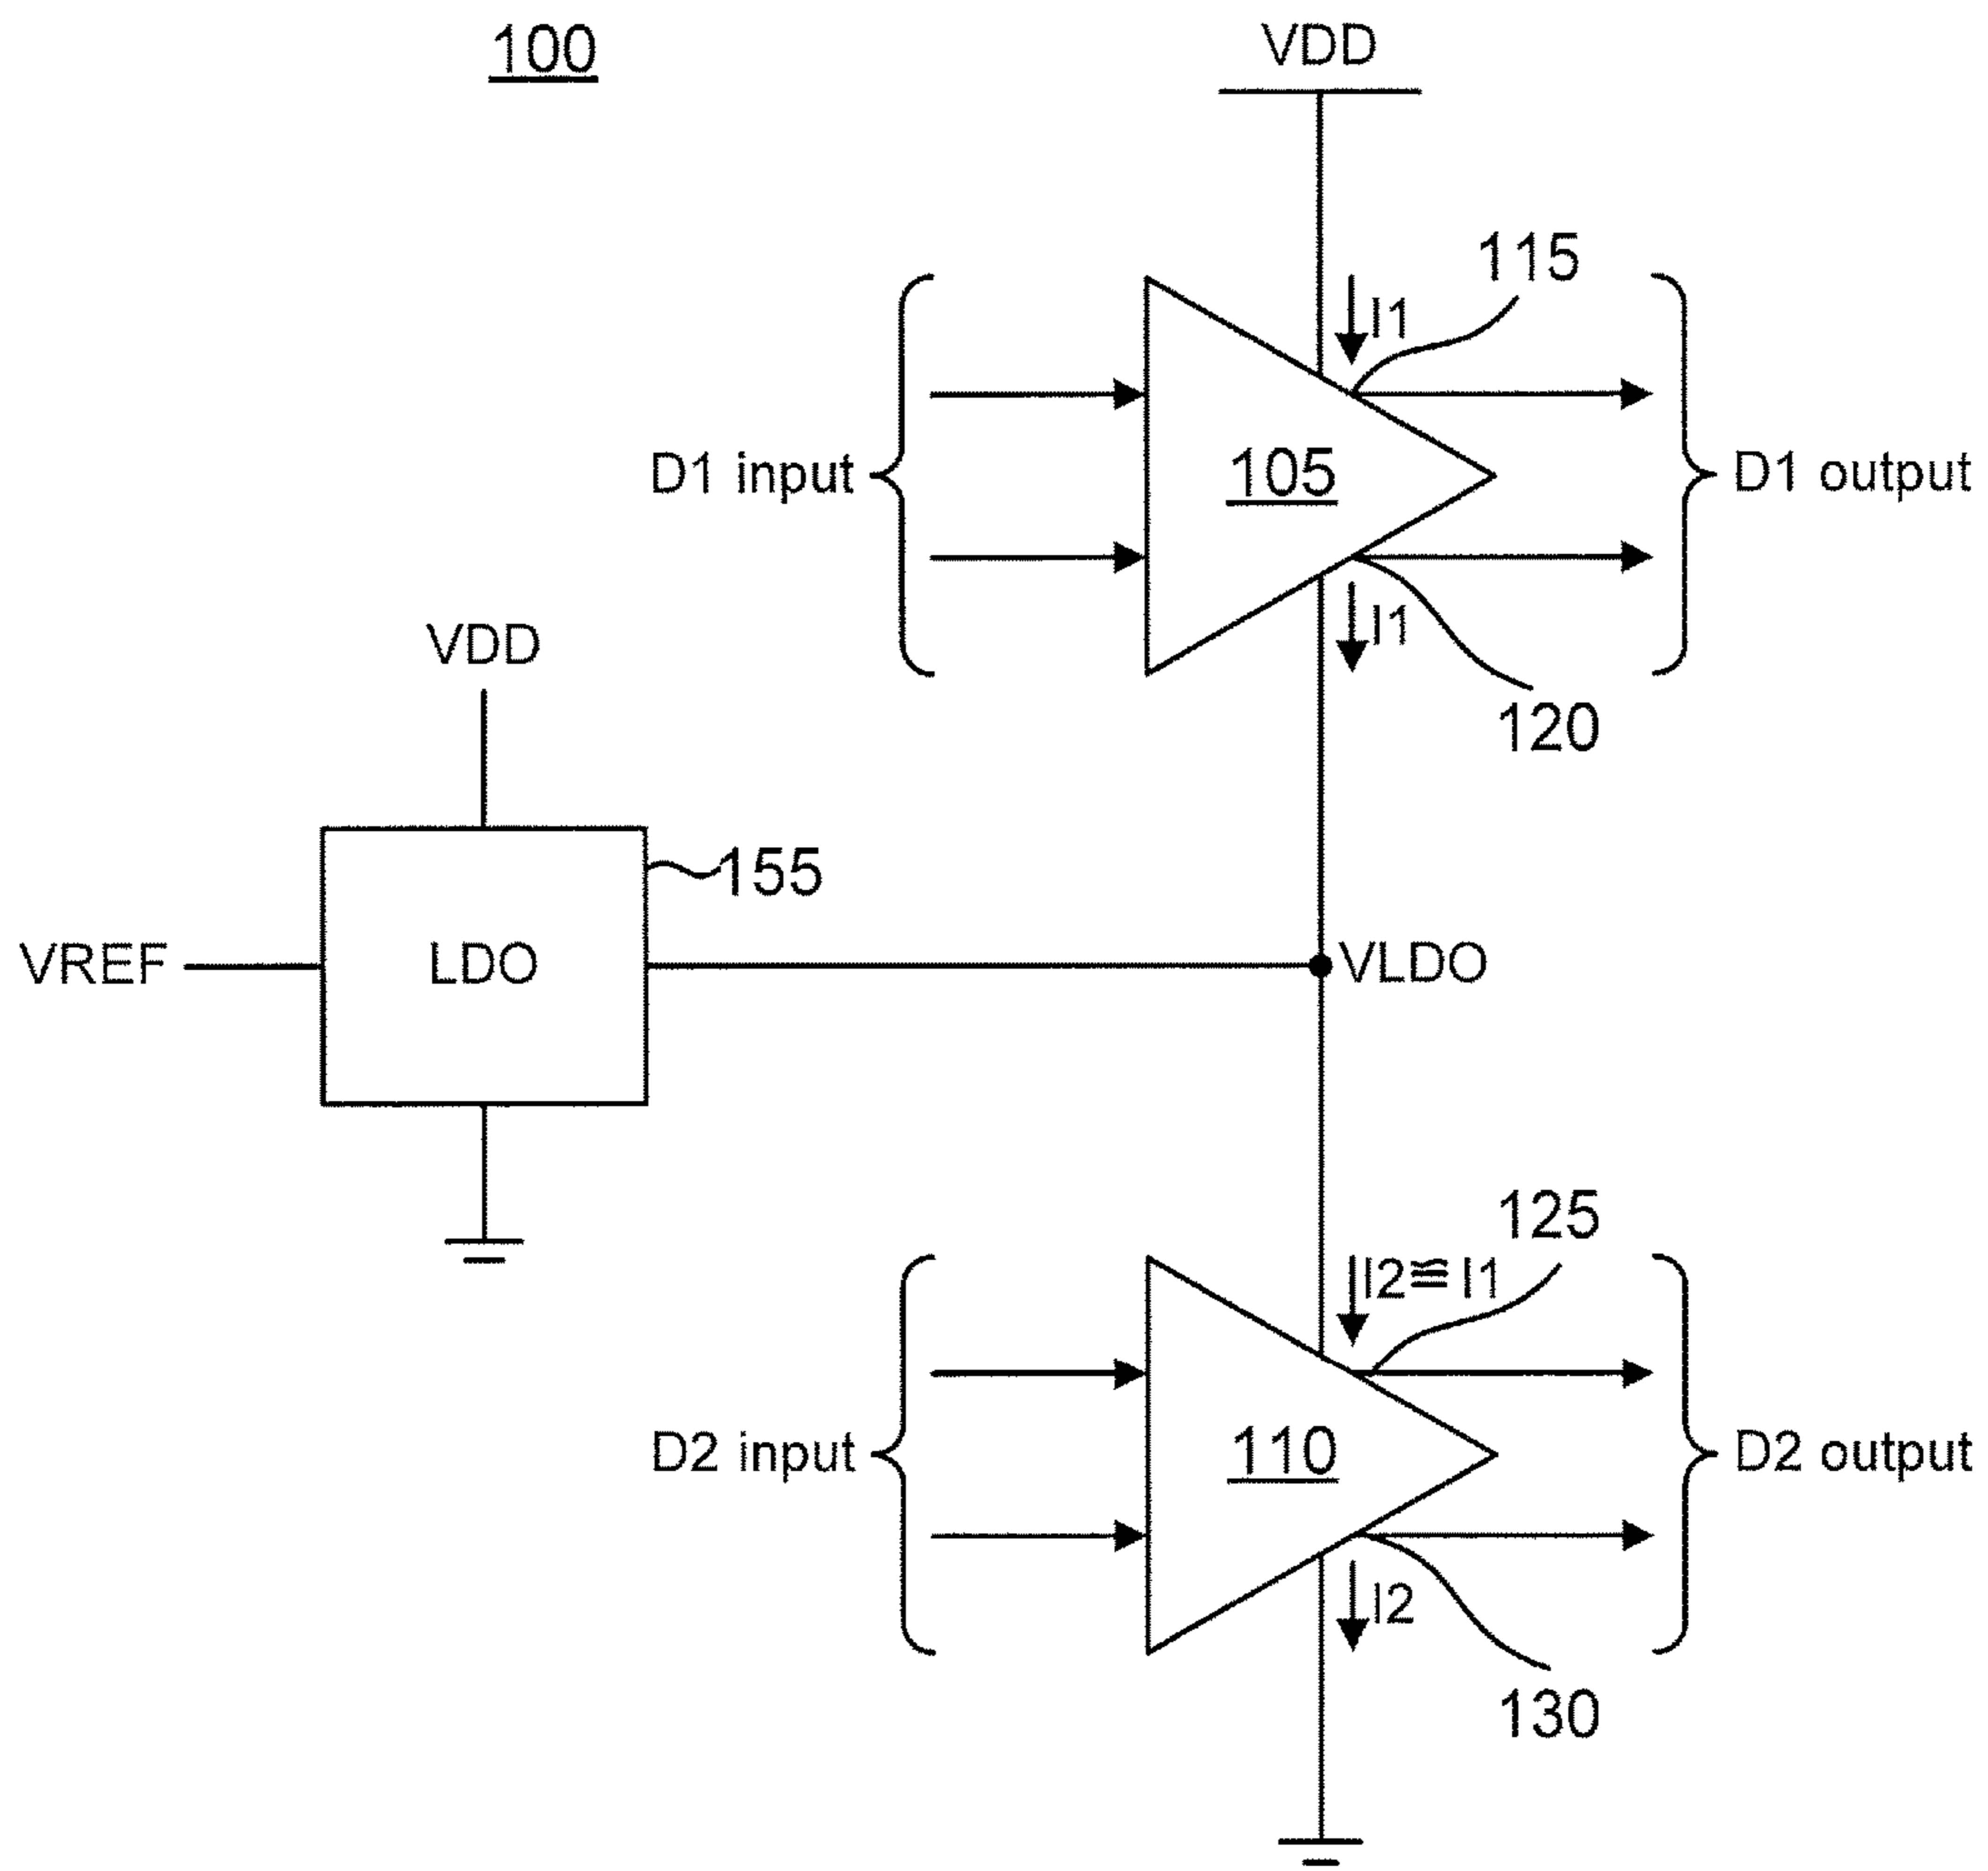 100
VDD
115
I1
D1 input
105
D1 output
I1
120
VDD
155
VREF
LDO
VLDO
125
I2≅I1
D2 input
110
D2 output
I2
130